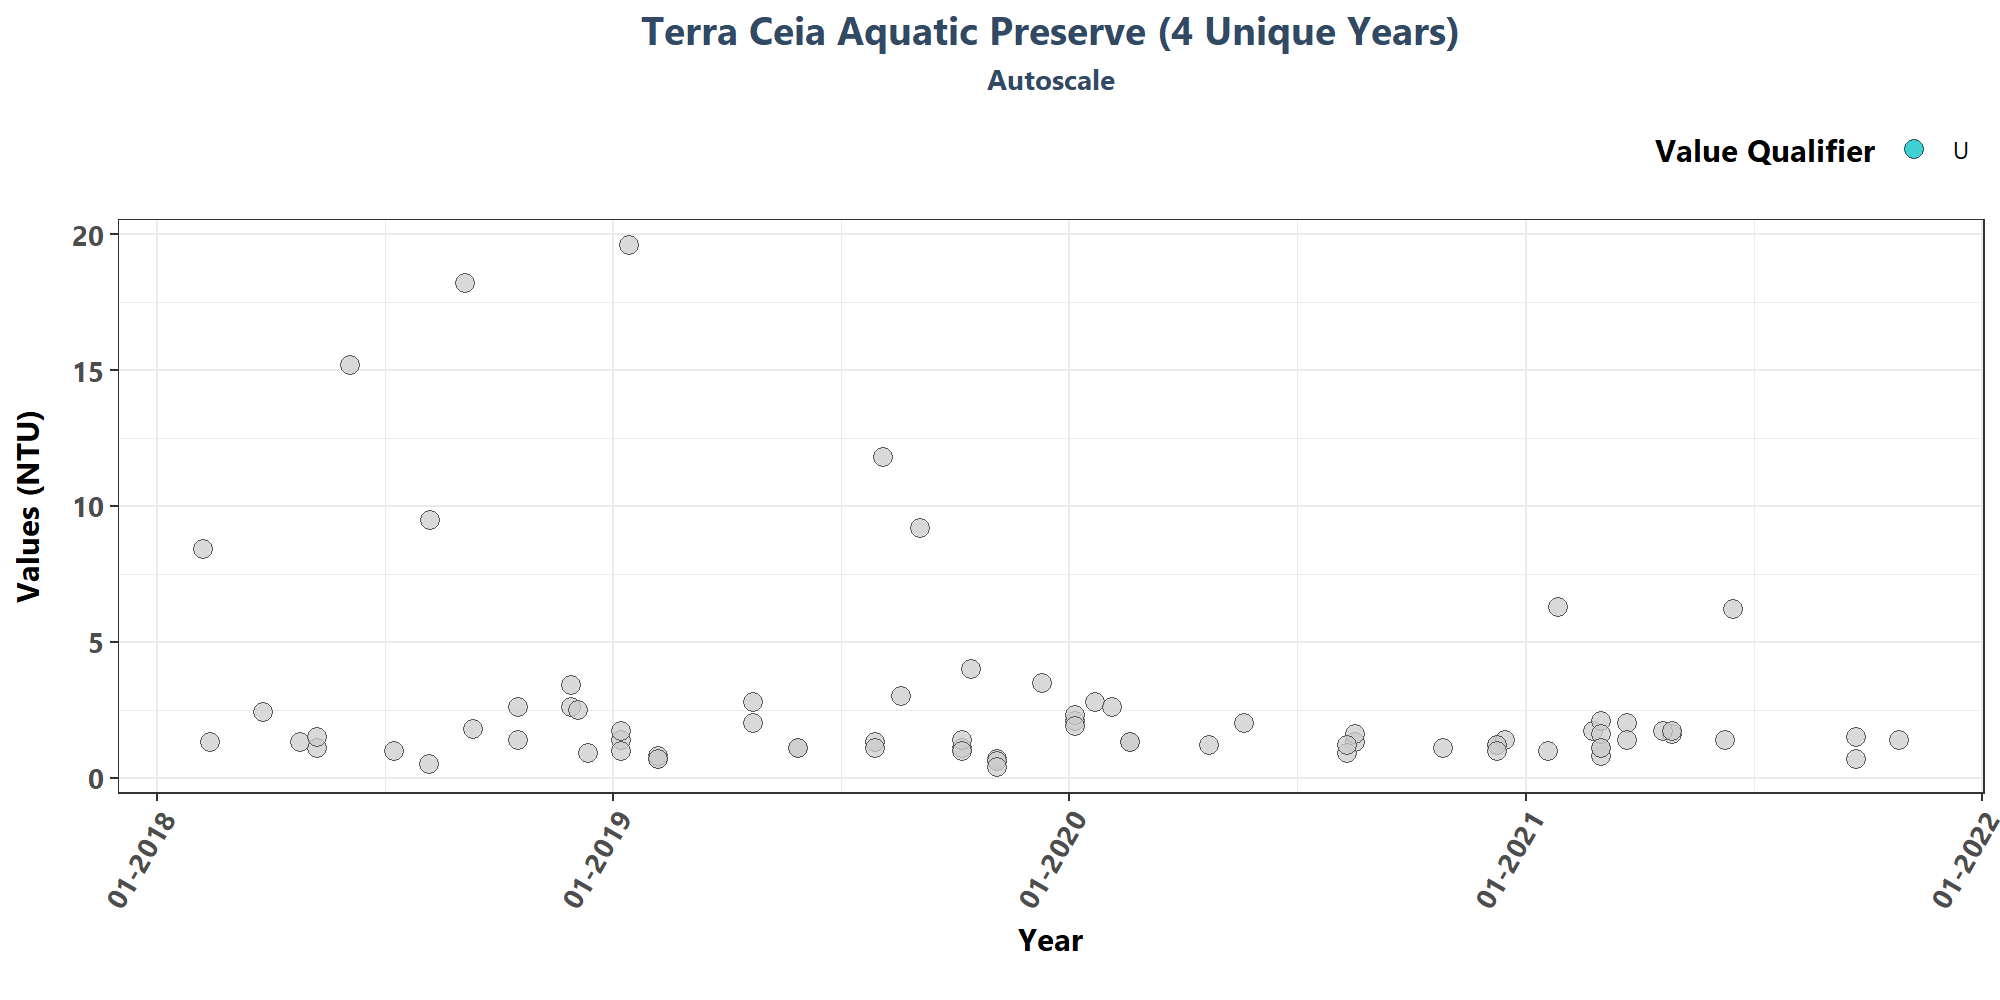 Terra Ceia Aquatic Preserve (4 Unique Years)
Autoscale
Value Qualifier U
Values (NTU)
20
15
10
5
0
01-2018
01-2019
01-2020
01-2021
01-2022
Year